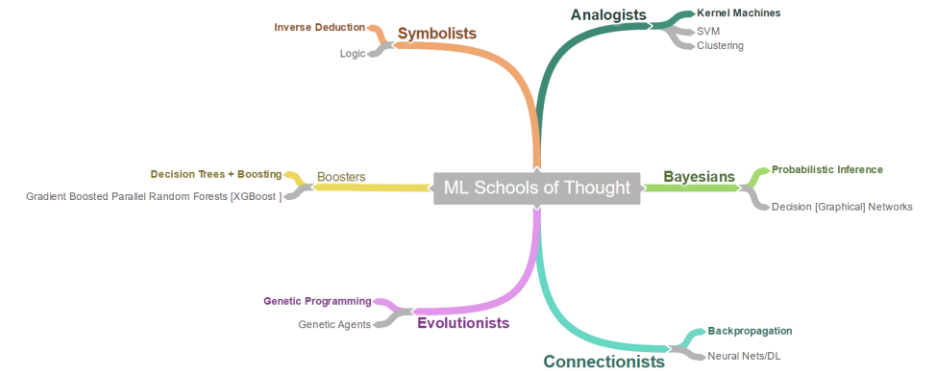 Analogists
Kernel Machines
SVM
Clustering
Inverse Deduction
Symbolists
Logic
Decision Trees + Boosting
Boosters
Gradient Boosted Parallel Random Forests [XGBoost ]
ML Schools of Thought
Bayesians
Probabilistic Inference
Decision [Graphical] Networks
Genetic Programming
Genetic Agents
Evolutionists
Backpropagation
Neural Nets/DL
Connectionists